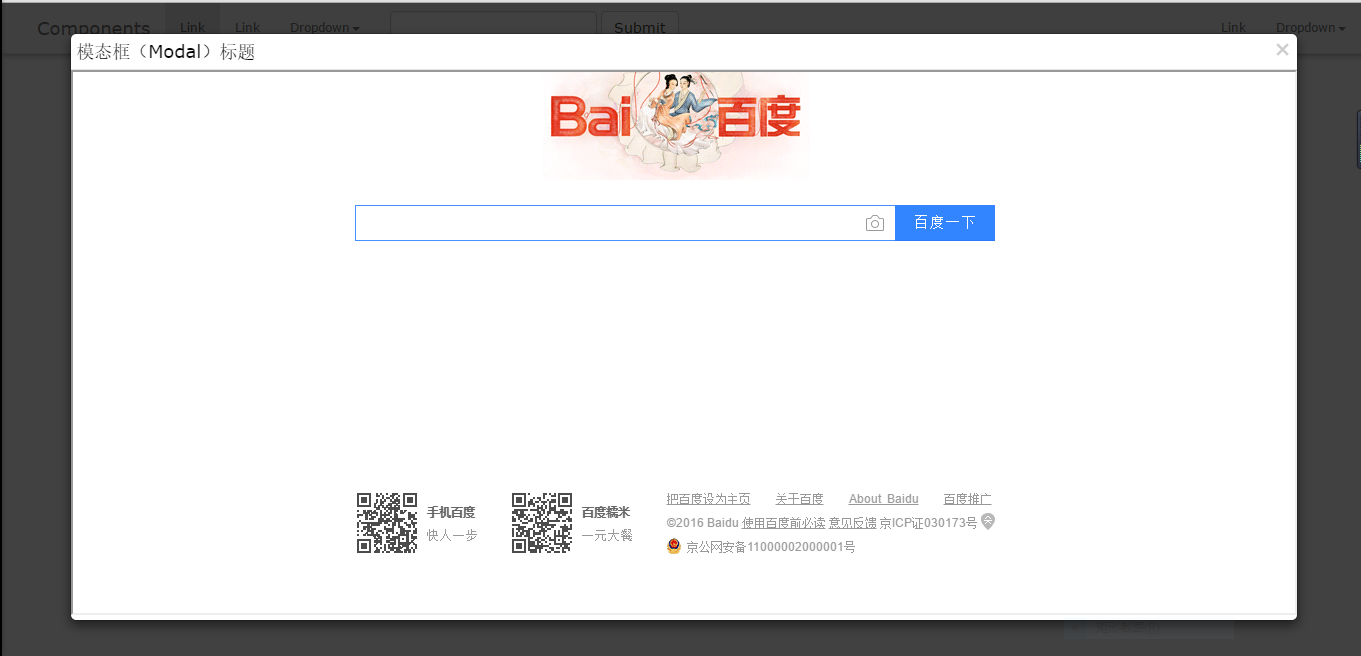 Components Link Link Dropdown Submit Link Dropdown
模态框（Modal）标题 ×
Bai 百度
百度一下
手机百度
快人一步
百度糯米
一元大餐
把百度设为主页 关于百度 About Baidu 百度推广
©2016 Baidu 使用百度前必读 意见反馈 京ICP证030173号
京公网安备11000002000001号